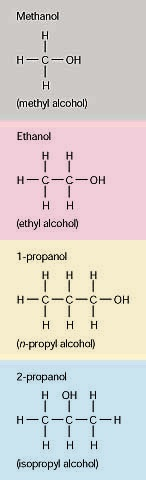 Methanol
H
H—C—OH
H
(methyl alcohol)
Ethanol
H H
H—C—C—OH
H H
(ethyl alcohol)
1-propanol
H H H
H—C—C—C—OH
H H H
(n-propyl alcohol)
2-propanol
H OH H
H—C—C—C—H
H H H
(isopropyl alcohol)